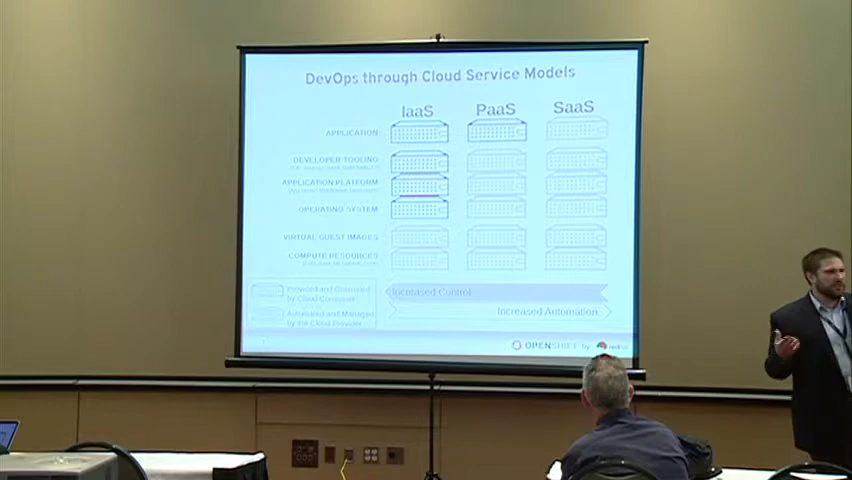 DevOps through Cloud Service Models
IaaS PaaS SaaS
APPLICATION
DEVELOPER TOOLING
APPLICATION PLATFORM
OPERATING SYSTEM
VIRTUAL GUEST IMAGES
COMPUTE RESOURCES
Provided and Controlled
by Cloud Consumer
Automated and Managed
by the Cloud Provider
Increased Control
Increased Automation
OPENSHIFT by